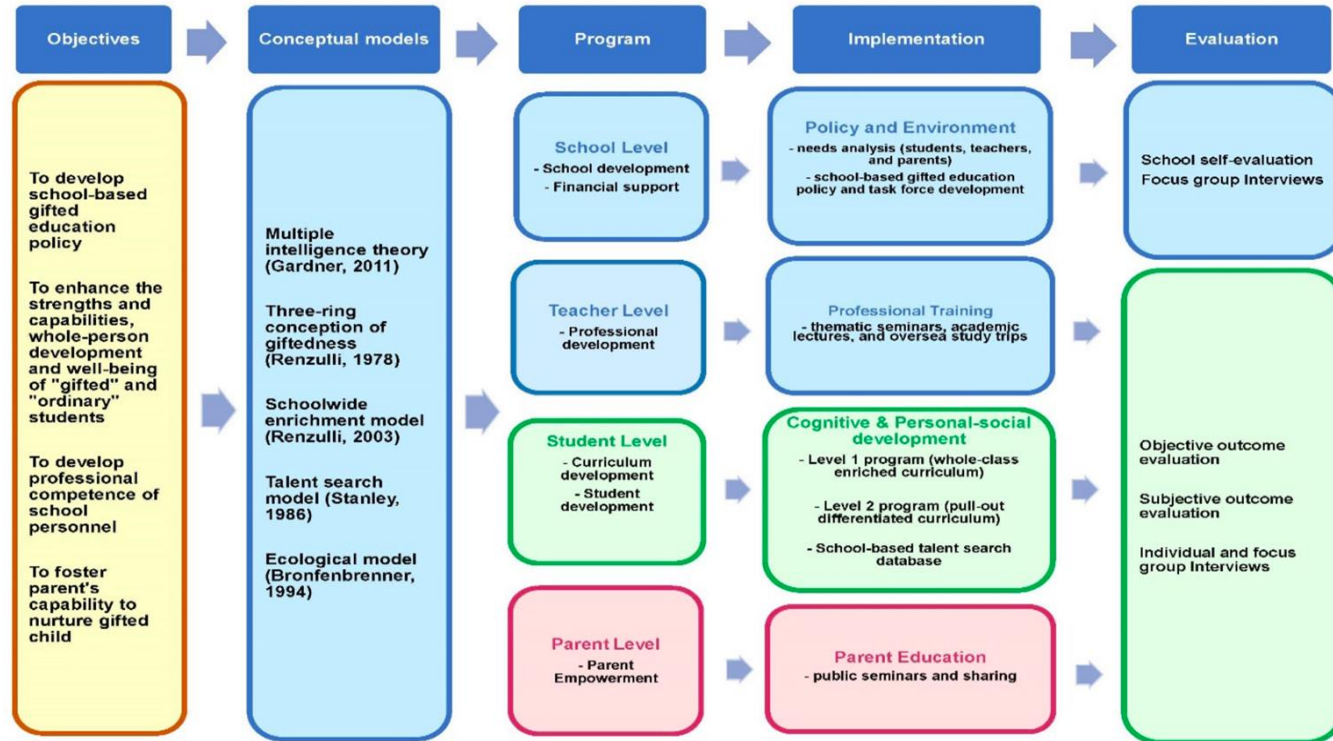 Objectives
Conceptual models
Program
Implementation
Evaluation
To develop
school-based
gifted
education
policy
To enhance the
strengths and
capabilities,
whole-person
development
and well-being
of "gifted" and
"ordinary"
students
To develop
professional
competence of
school
personnel
To foster
parent's
capability to
nurture gifted
child
Multiple
intelligence theory
(Gardner, 2011)
Three-ring
conception of
giftedness
(Renzulli, 1978)
Schoolwide
enrichment model
(Renzulli, 2003)
Talent search
model (Stanley,
1986)
Ecological model
(Bronfenbrenner,
1994)
School Level
- School development
- Financial support
Teacher Level
- Professional
development
Student Level
- Curriculum
development
- Student
development
Parent Level
- Parent
Empowerment
Policy and Environment
- needs analysis (students, teachers,
and parents)
- school-based gifted education
policy and task force development
Professional Training
- thematic seminars, academic
lectures, and oversea study trips
Cognitive & Personal-social
development
- Level 1 program (whole-class
enriched curriculum)
- Level 2 program (pull-out
differentiated curriculum)
- School-based talent search
database
Parent Education
- public seminars and sharing
School self-evaluation
Focus group Interviews
Objective outcome
evaluation
Subjective outcome
evaluation
Individual and focus
group Interviews